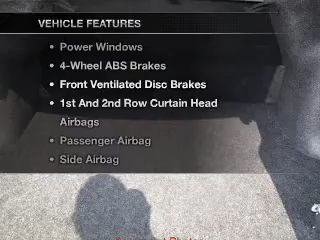 VEHICLE FEATURES
• Power Windows
• 4-Wheel ABS Brakes
• Front Ventilated Disc Brakes
• 1st And 2nd Row Curtain Head
Airbags
• Passenger Airbag
• Side Airbag